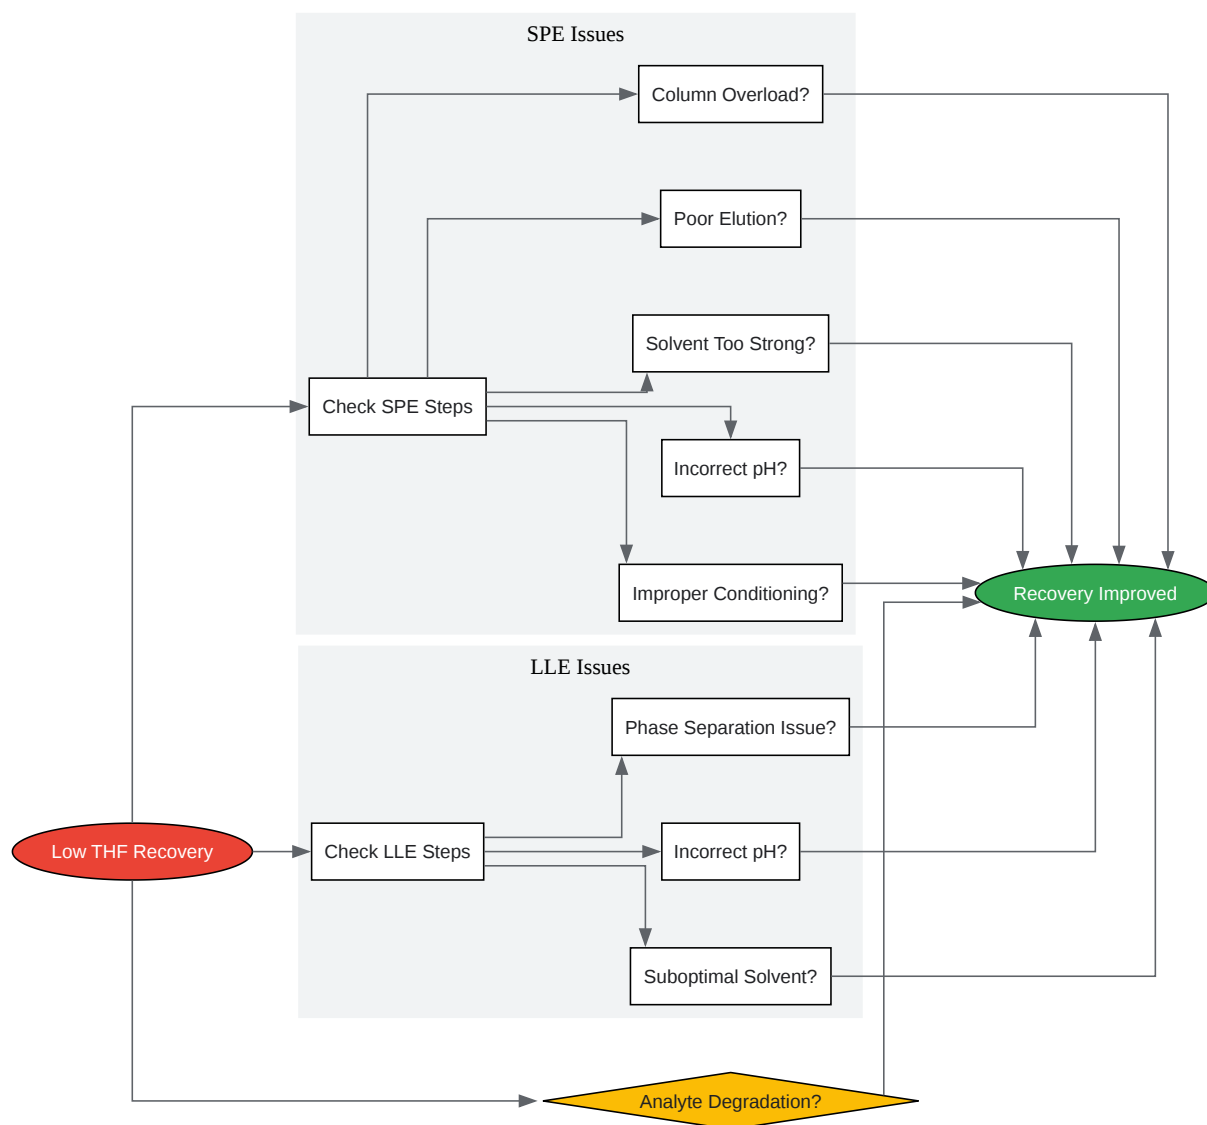 SPE Issues
Column Overload?
Poor Elution?
Solvent Too Strong?
Check SPE Steps
Incorrect pH?
Improper Conditioning?
Recovery Improved
LLE Issues
Phase Separation Issue?
Low THF Recovery
Check LLE Steps
Incorrect pH?
Suboptimal Solvent?
Analyte Degradation?